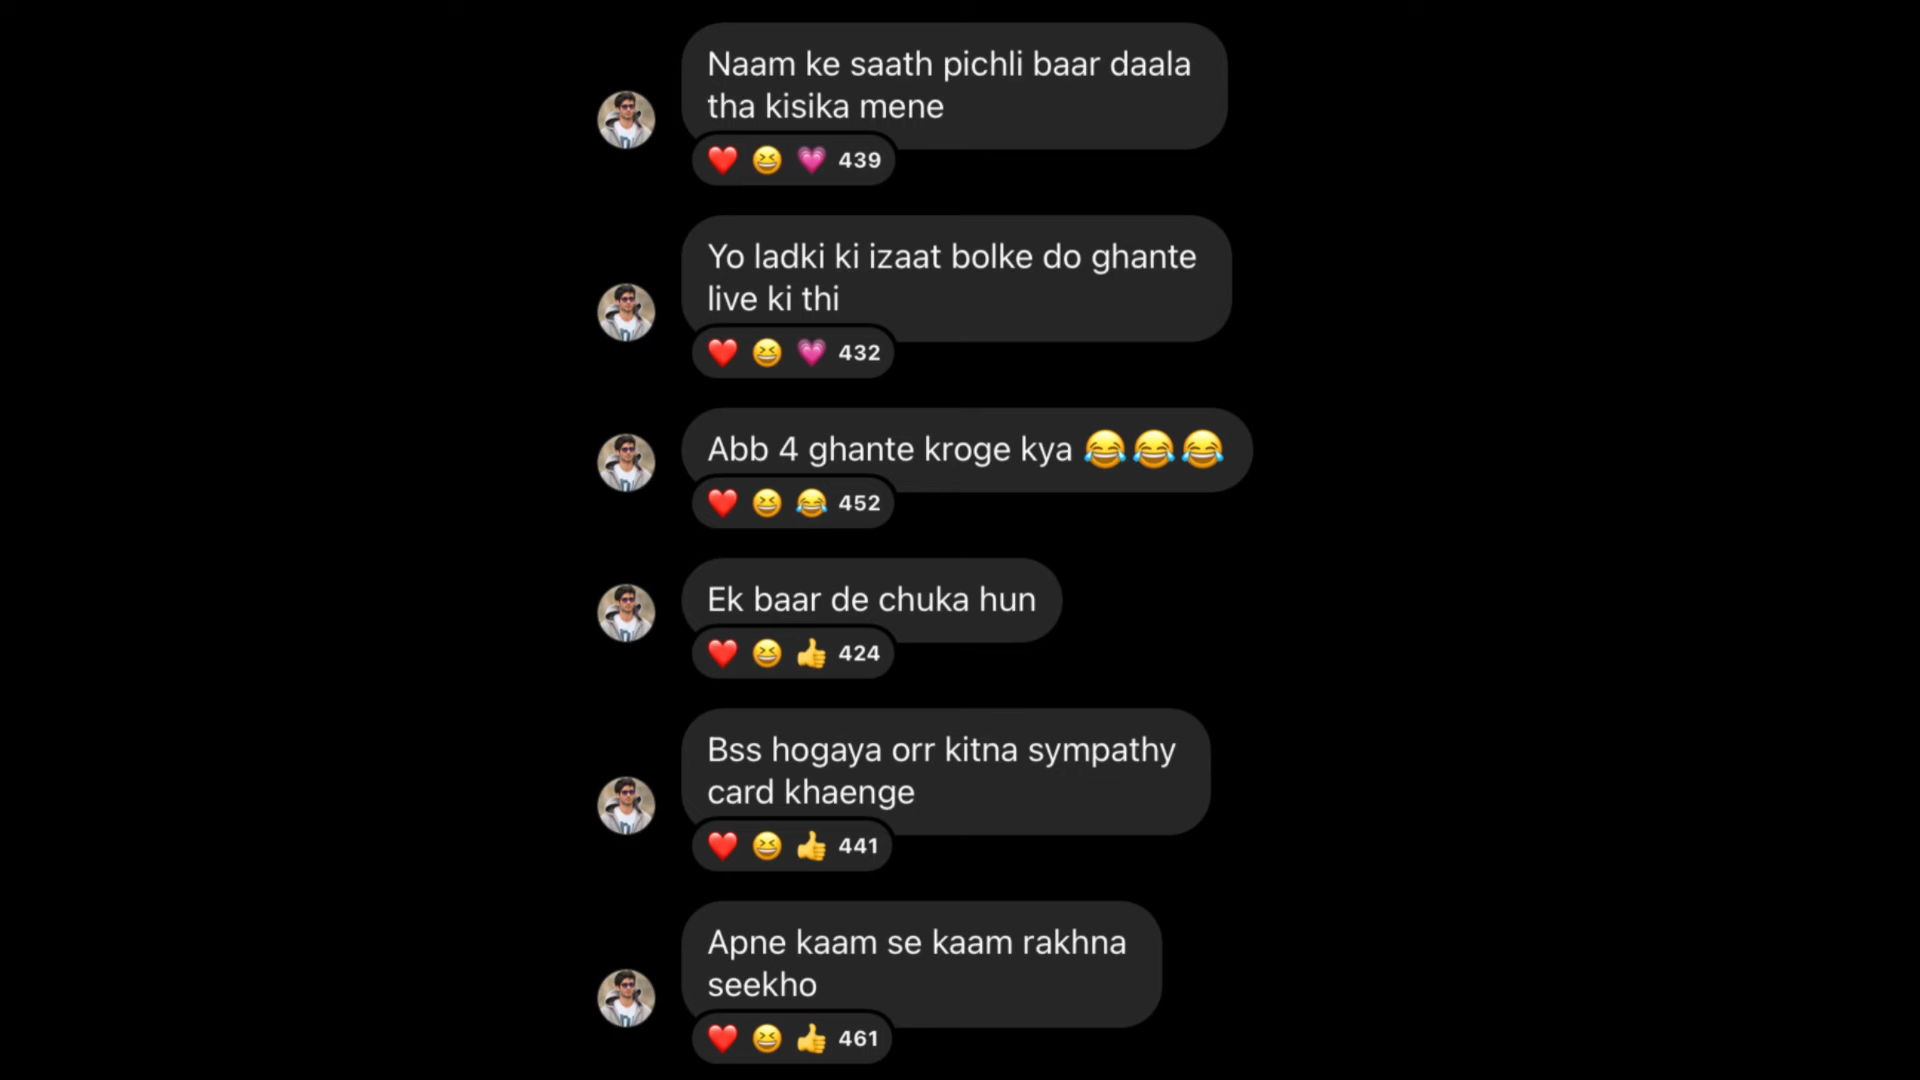 Naam ke saath pichli baar daala
tha kisika mene
❤️ 😆 💗 439
Yo ladki ki izaat bolke do ghante
live ki thi
❤️ 😆 💗 432
Abb 4 ghante kroge kya 😂😂😂
❤️ 😆 😂 452
Ek baar de chuka hun
❤️ 😆 👍 424
Bss hogaya orr kitna sympathy
card khaenge
❤️ 😆 👍 441
Apne kaam se kaam rakhna
seekho
❤️ 😆 👍 461